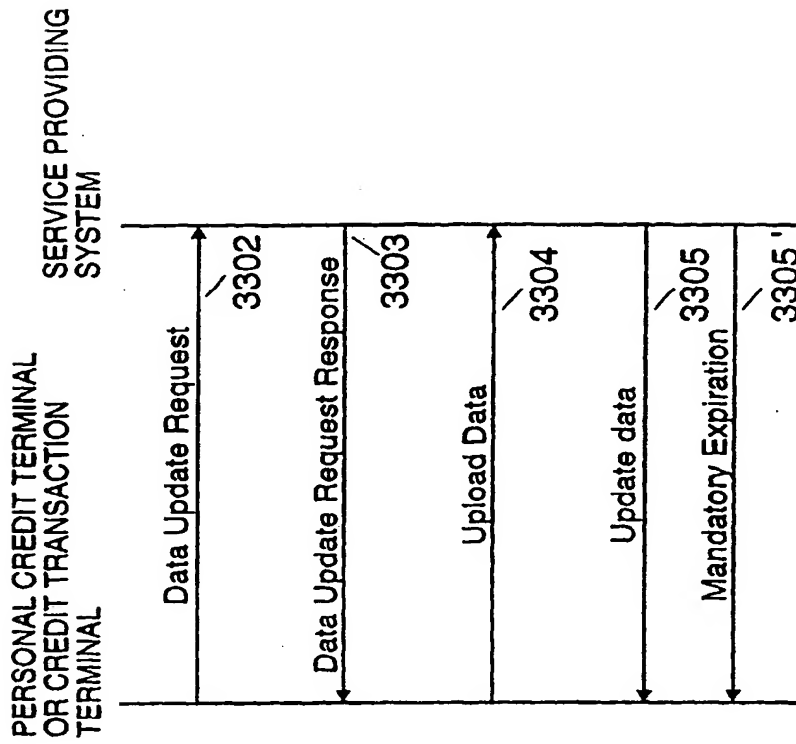 PERSONAL CREDIT TERMINAL
OR CREDIT TRANSACTION
TERMINAL
SERVICE PROVIDING
SYSTEM
Data Update Request
3302
Data Update Request Response
3303
Upload Data
3304
Update data
3305
Mandatory Expiration
3305'